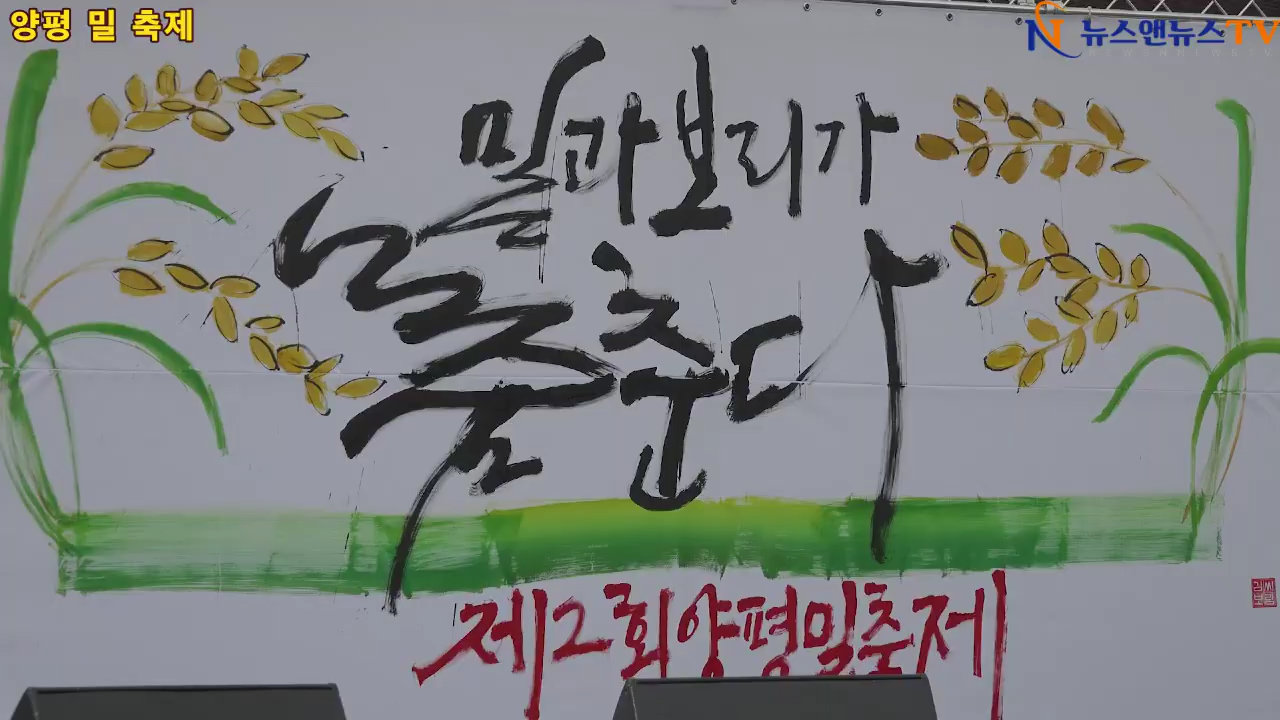 양평 밀 축제
뉴스앤뉴스TV
밀과보리가
춤춘다
제2회양평밀축제